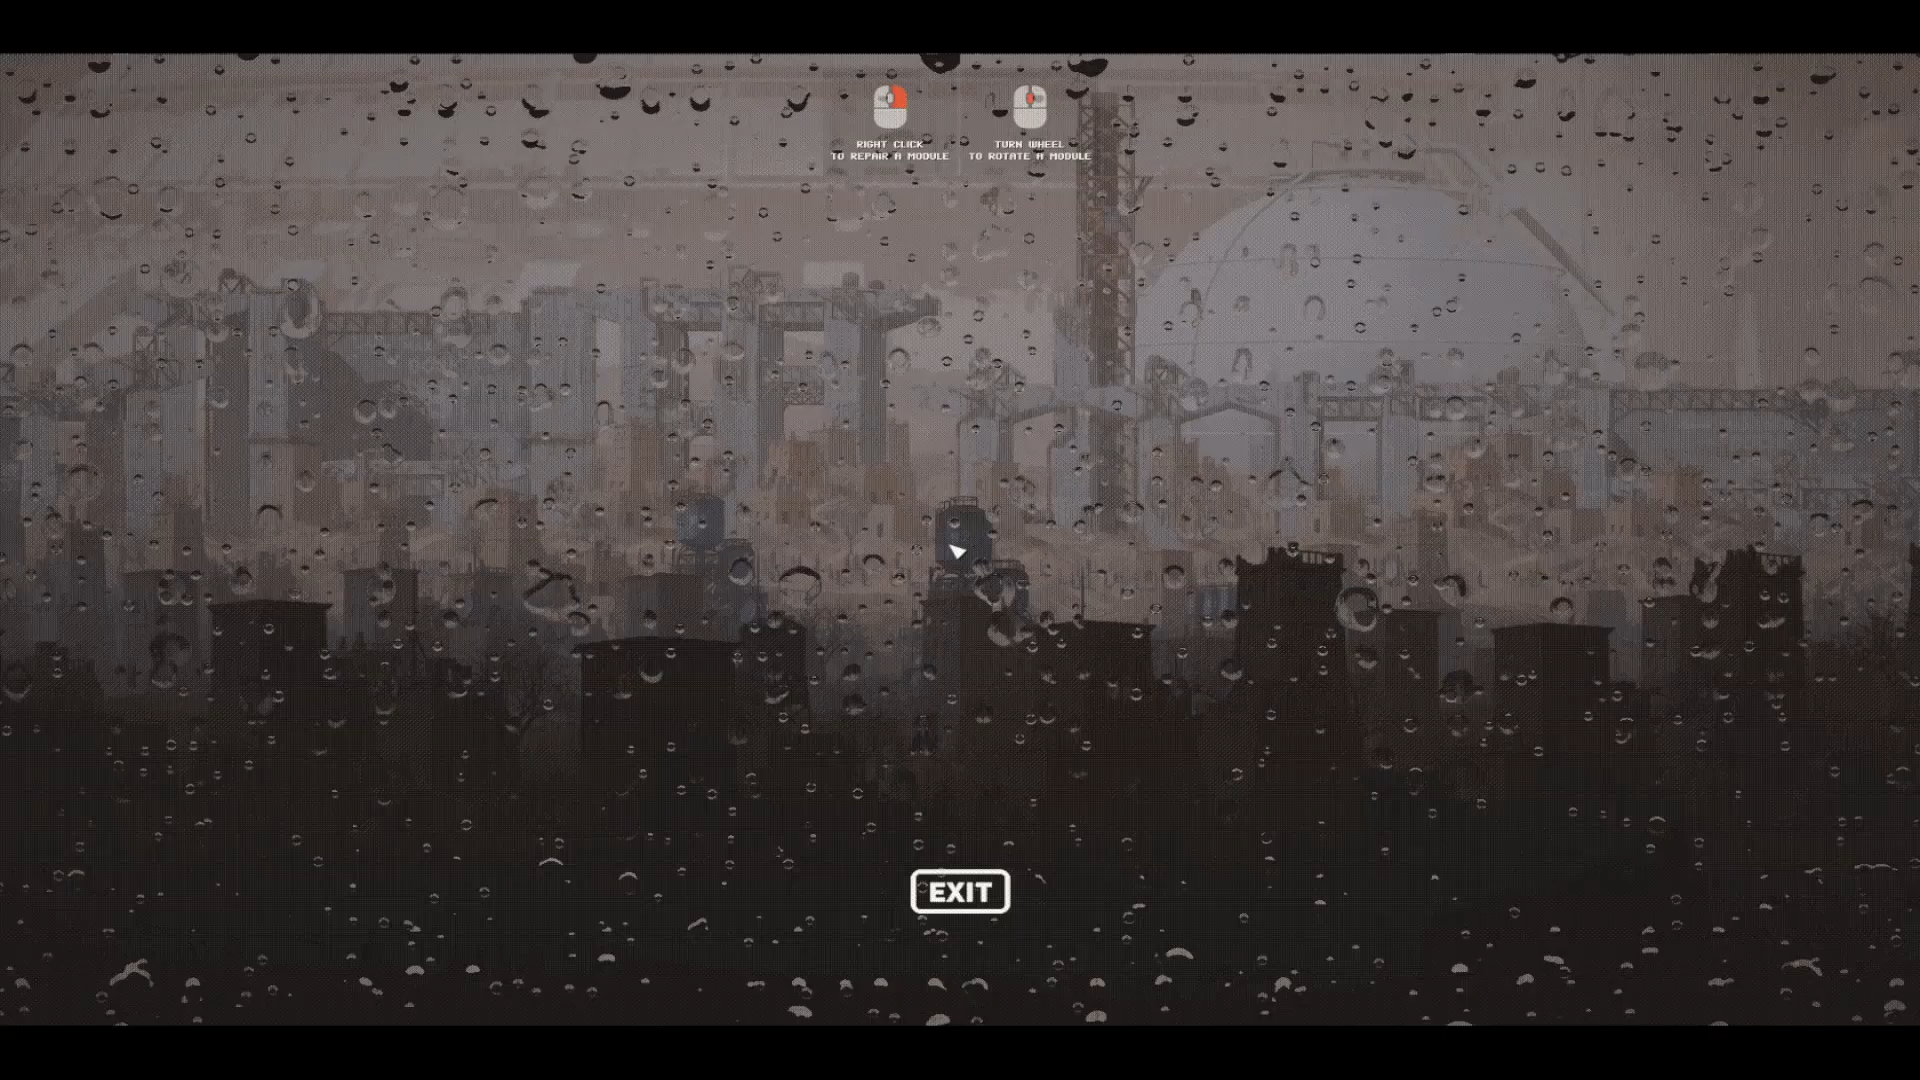 RIGHT CLICK
TO REPAIR A MODULE
TURN WHEEL
TO ROTATE A MODULE
EXIT